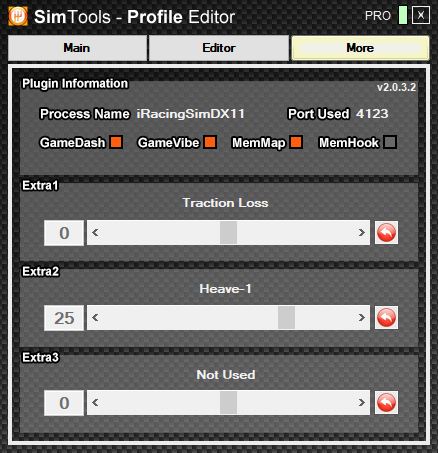 SimTools - Profile Editor PRO X
Main Editor More
Plugin Information v2.0.3.2
Process Name iRacingSimDX11 Port Used 4123
GameDash GameVibe MemMap MemHook
Extra1
Traction Loss
0 < >
Extra2
Heave-1
25 < >
Extra3
Not Used
0 < >